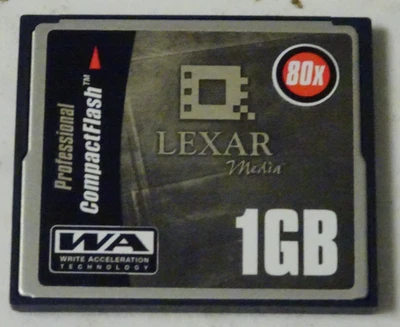 Professional
CompactFlash™
80x
LEXAR
Media
WA
WRITE ACCELERATION
TECHNOLOGY
1GB